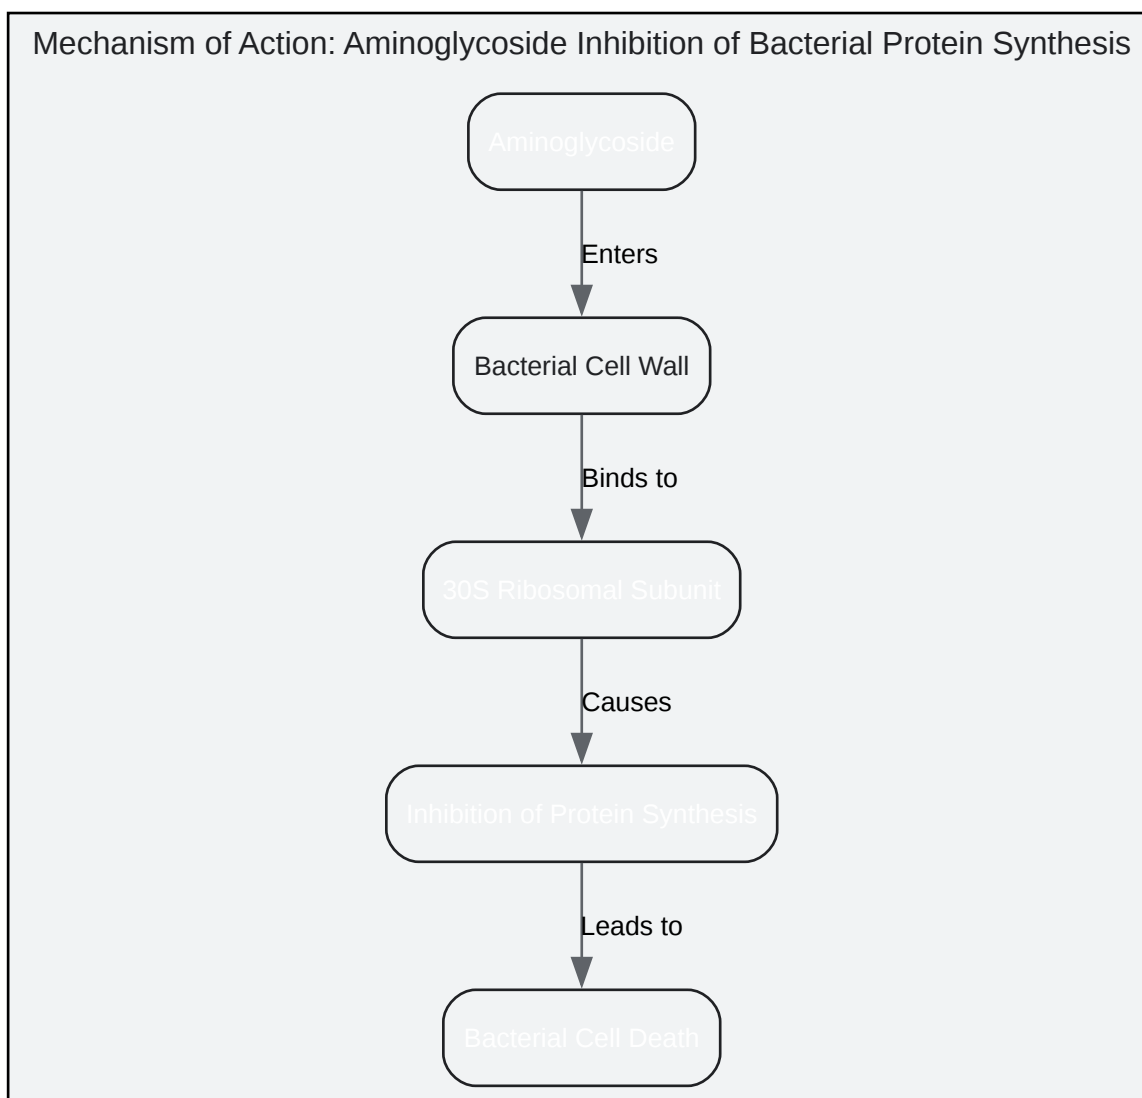 Mechanism of Action: Aminoglycoside Inhibition of Bacterial Protein Synthesis
Aminoglycoside
Enters
Bacterial Cell Wall
Binds to
30S Ribosomal Subunit
Causes
Inhibition of Protein Synthesis
Leads to
Bacterial Cell Death